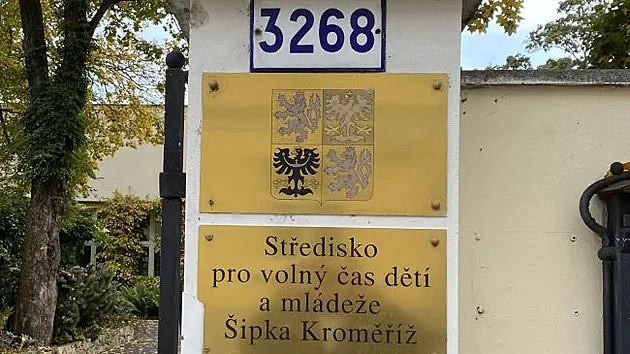 3268
Středisko
pro volný čas dětí
a mládeže
Šipka Kroměříž